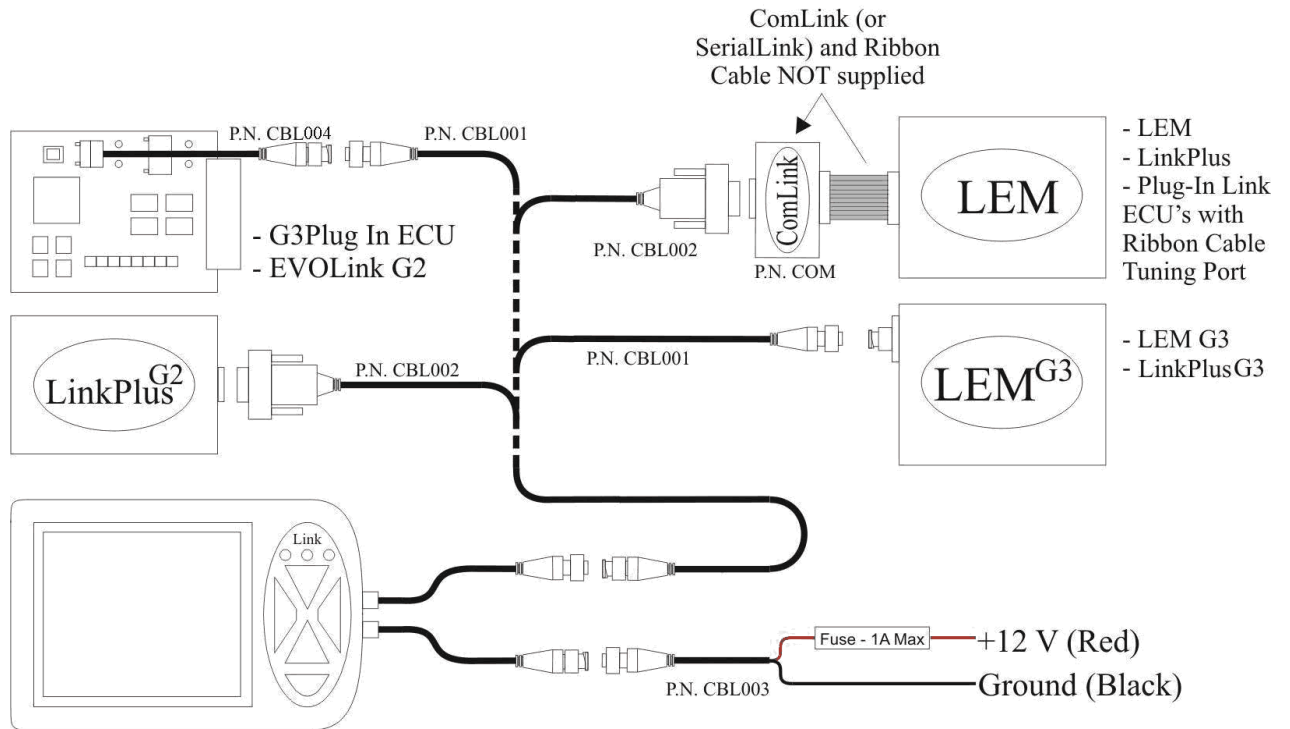 ComLink (or
SerialLink) and Ribbon
Cable NOT supplied
P.N. CBL004
P.N. CBL001
- G3Plug In ECU
- EVOLink G2
P.N. CBL002
ComLink
P.N. COM
LEM
- LEM
- LinkPlus
- Plug-In Link
ECU's with
Ribbon Cable
Tuning Port
LinkPlus G2
P.N. CBL002
P.N. CBL001
LEM G3
- LEM G3
- LinkPlusG3
Link
Fuse - 1A Max
+12 V (Red)
P.N. CBL003
Ground (Black)